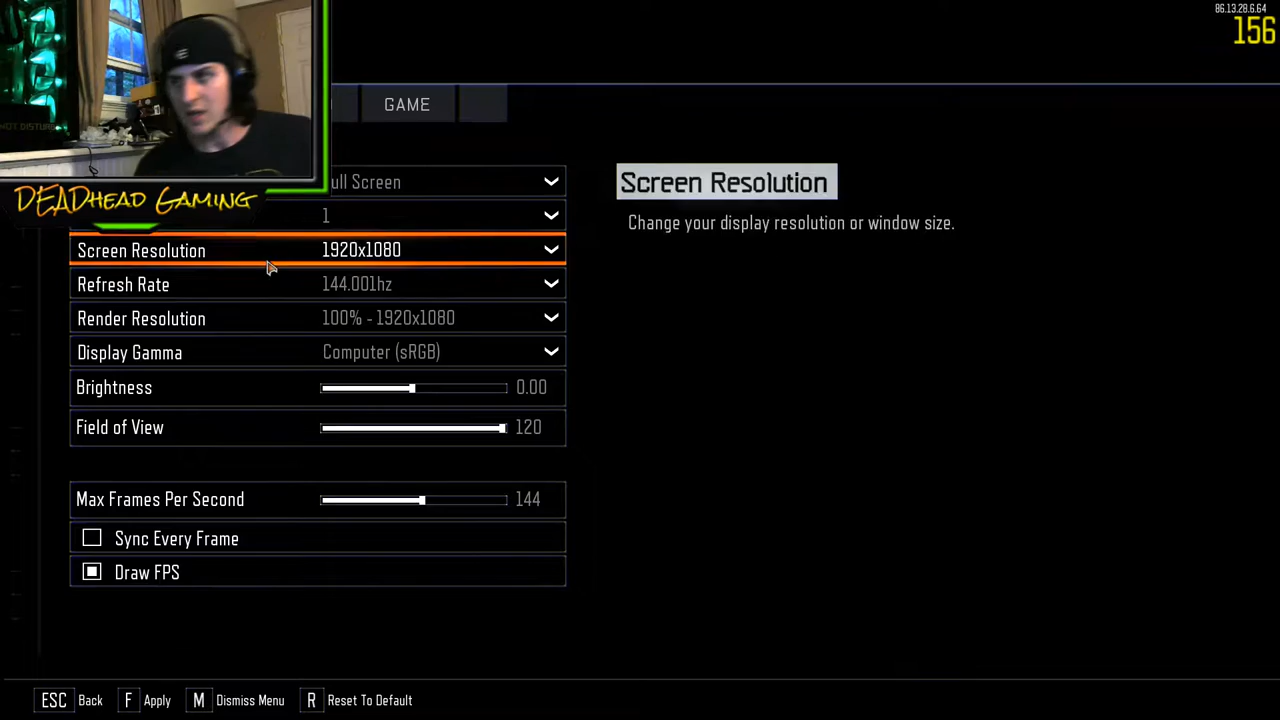 86.13.28.6.64
156
NOT DISTURB
DEADhead Gaming
GAME
ull Screen
1
Screen Resolution 1920x1080
Refresh Rate 144.001hz
Render Resolution 100% - 1920x1080
Display Gamma Computer (sRGB)
Brightness 0.00
Field of View 120
Max Frames Per Second 144
Sync Every Frame
Draw FPS
Screen Resolution
Change your display resolution or window size.
ESC Back F Apply M Dismiss Menu R Reset To Default